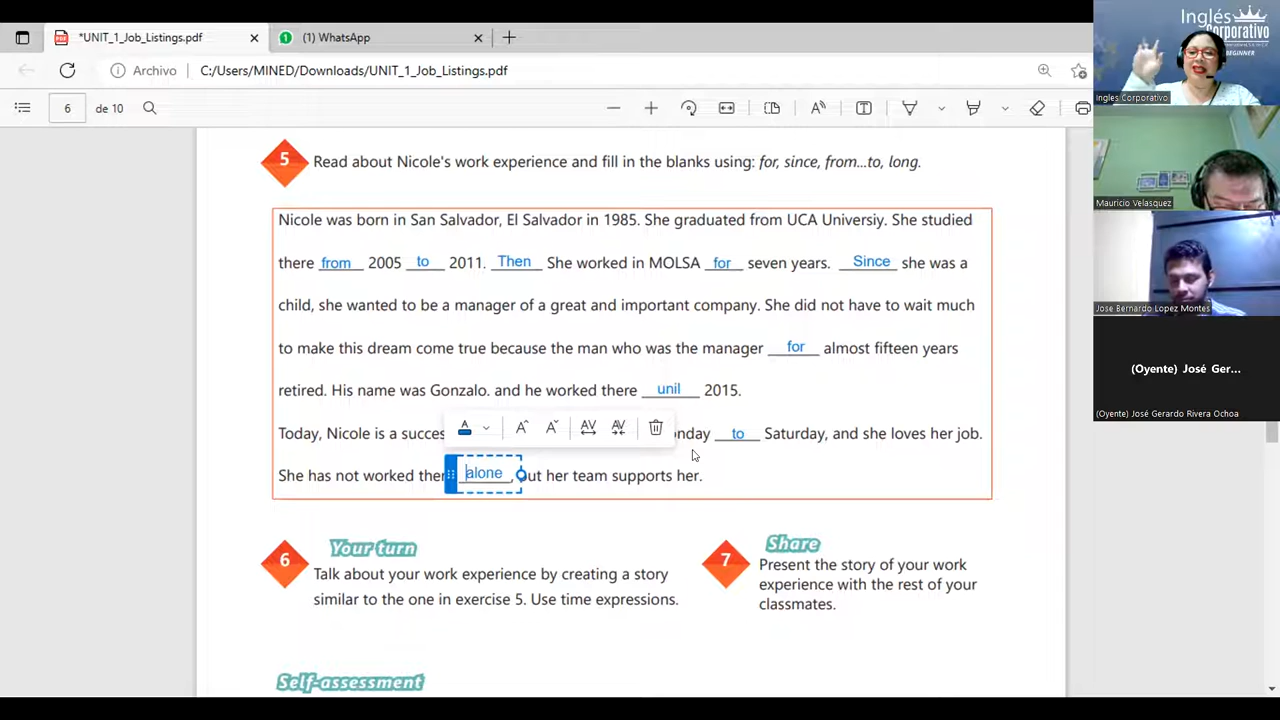 *UNIT_1_Job_Listings.pdf
(1) WhatsApp
Archivo
C:/Users/MINED/Downloads/UNIT_1_Job_Listings.pdf
6 de 10
5 Read about Nicole's work experience and fill in the blanks using: for, since, from...to, long.
Nicole was born in San Salvador, El Salvador in 1985. She graduated from UCA Universiy. She studied
there from 2005 to 2011. Then She worked in MOLSA for seven years. Since she was a
child, she wanted to be a manager of a great and important company. She did not have to wait much
to make this dream come true because the man who was the manager for almost fifteen years
retired. His name was Gonzalo. and he worked there unil 2015.
Today, Nicole is a succes nday to Saturday, and she loves her job.
She has not worked ther alone, but her team supports her.
6 Your turn
Talk about your work experience by creating a story
similar to the one in exercise 5. Use time expressions.
7 Share
Present the story of your work
experience with the rest of your
classmates.
Self-assessment
Inglés
Corporativo
BEGINNER
Ingles Corporativo
Mauricio Velasquez
Jose Bernardo Lopez Montes
(Oyente) José Ger...
(Oyente) José Gerardo Rivera Ochoa